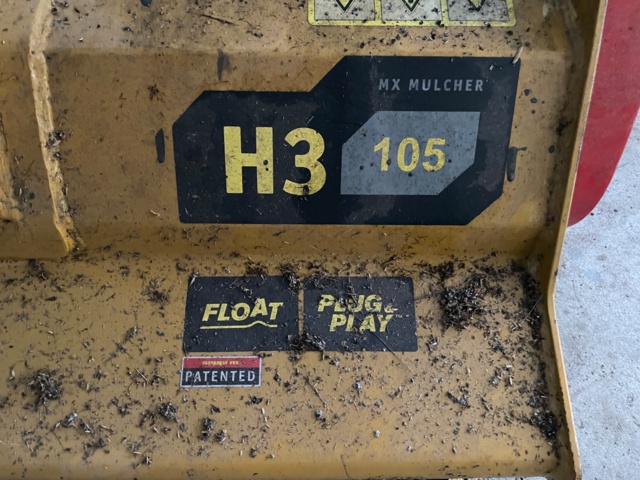 MX MULCHER
H3 105
FLOAT
PLUG &
PLAY
PATENTED